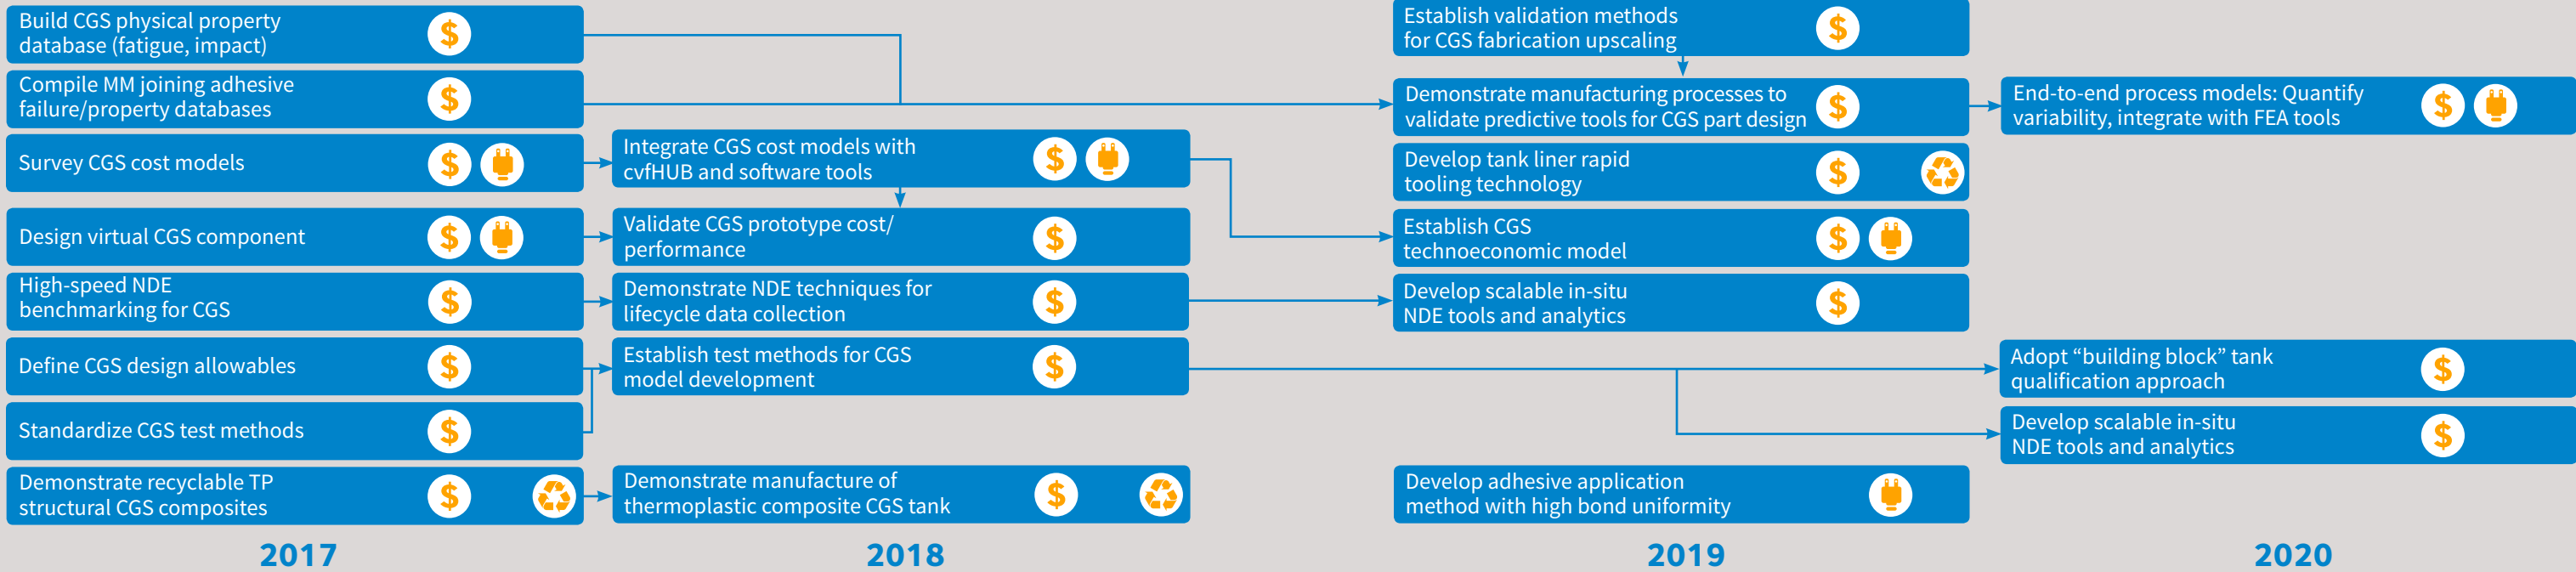 Build CGS physical property
database (fatigue, impact)
$
Compile MM joining adhesive
failure/property databases
$
Survey CGS cost models
$
Design virtual CGS component
$
High-speed NDE
benchmarking for CGS
$
Define CGS design allowables
$
Standardize CGS test methods
$
Demonstrate recyclable TP
structural CGS composites
$
2017
Integrate CGS cost models with
cvfHUB and software tools
$
Validate CGS prototype cost/
performance
$
Demonstrate NDE techniques for
lifecycle data collection
$
Establish test methods for CGS
model development
$
Demonstrate manufacture of
thermoplastic composite CGS tank
$
2018
Establish validation methods
for CGS fabrication upscaling
$
Demonstrate manufacturing processes to
validate predictive tools for CGS part design
$
Develop tank liner rapid
tooling technology
$
Establish CGS
technoeconomic model
$
Develop scalable in-situ
NDE tools and analytics
$
Develop adhesive application
method with high bond uniformity
2019
End-to-end process models: Quantify
variability, integrate with FEA tools
$
Adopt “building block” tank
qualification approach
$
Develop scalable in-situ
NDE tools and analytics
$
2020